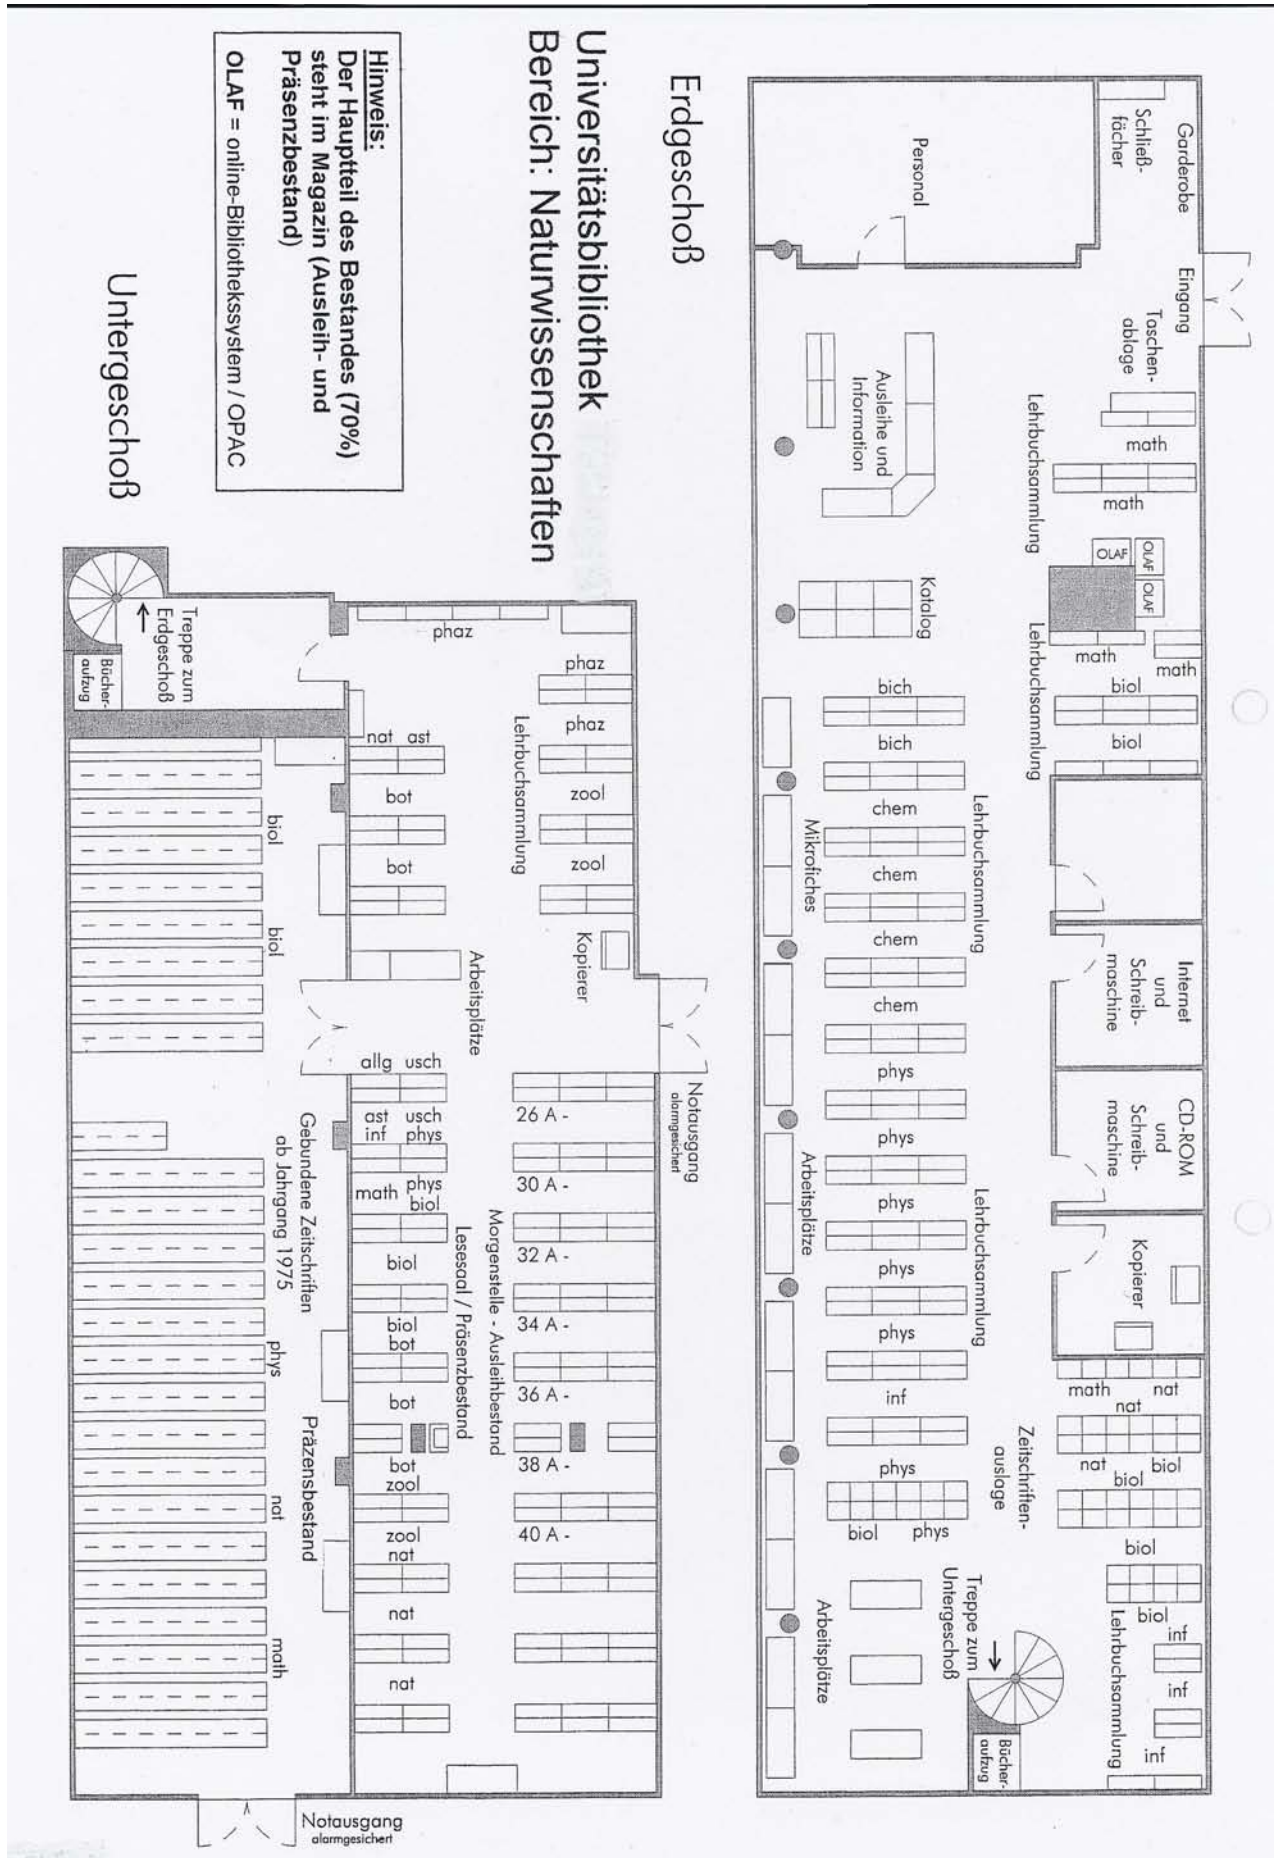 Universitätsbibliothek
Bereich: Naturwissenschaften
Hinweis:
Der Hauptteil des Bestandes (70%)
steht im Magazin (Ausleih- und
Präsenzbestand)
OLAF = online-Bibliothekssystem / OPAC
Erdgeschoß
Garderobe
Schließ-
fächer
Personal
Eingang
Taschen-
ablage
Ausleihe und
Information
Lehrbuchsammlung
math
math
OLAF
OLAF
OLAF
Katalog
Lehrbuchsammlung
math
math
biol
biol
bich
bich
chem
chem
chem
chem
phys
phys
phys
phys
phys
inf
phys
biol phys
Mikrofiches
Lehrbuchsammlung
Internet
und
Schreib-
maschine
CD-ROM
und
Schreib-
maschine
Arbeitsplätze
Lehrbuchsammlung
Kopierer
math nat
nat
nat biol
biol
biol
biol
Zeitschriften-
auslage
inf
inf
inf
Lehrbuchsammlung
Treppe zum
Untergeschoß
Bücher-
aufzug
Arbeitsplätze
Untergeschoß
Treppe zum
Erdgeschoß
Bücher-
aufzug
phaz
phaz
phaz
zool
zool
Lehrbuchsammlung
nat ast
bot
bot
Kopierer
Arbeitsplätze
biol
biol
Notausgang
alarmgesichert
allg usch
ast usch
inf phys
math phys
biol
biol
biol
bot
bot
bot
zool
zool
nat
nat
nat
26 A -
30 A -
32 A -
34 A -
36 A -
38 A -
40 A -
Morgenstelle - Ausleihbestand
Lesesaal / Präsenzbestand
Gebundene Zeitschriften
ab Jahrgang 1975
Präzensbestand
phys
nat
math
Notausgang
alarmgesichert